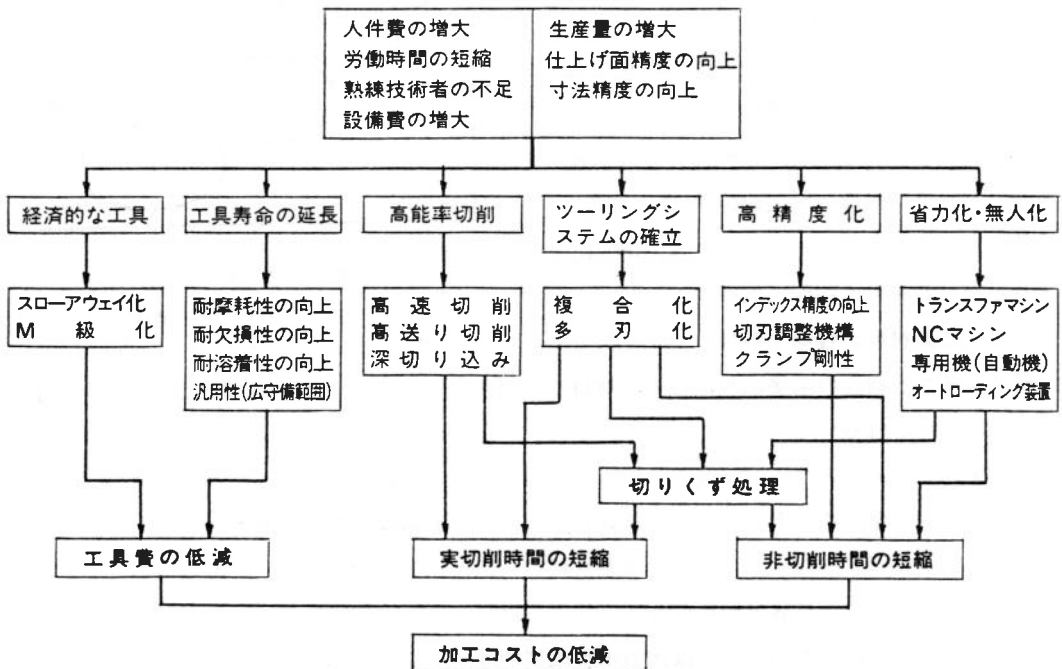 人件費の増大
労働時間の短縮
熟練技術者の不足
設備費の増大
生産量の増大
仕上げ面精度の向上
寸法精度の向上
経済的な工具
工具寿命の延長
高能率切削
ツーリングシ
ステムの確立
高精度化
省力化・無人化
スローアウェイ化
M級化
耐摩耗性の向上
耐欠損性の向上
耐溶着性の向上
汎用性(広守備範囲)
高速切削
高送り切削
深切り込み
複合化
多刃化
インデックス精度の向上
切刃調整機構
クランプ剛性
トランスファマシン
NCマシン
専用機(自動機)
オートローディング装置
切りくず処理
工具費の低減
実切削時間の短縮
非切削時間の短縮
加工コストの低減